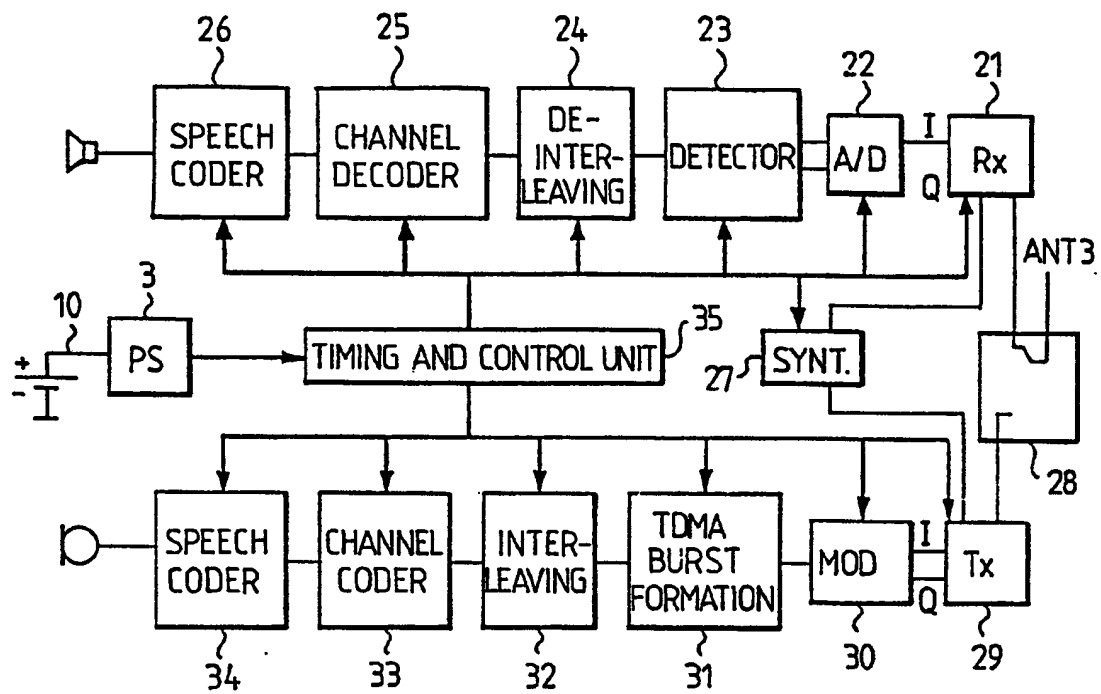 26
25
24
23
22
21
SPEECH
CODER
CHANNEL
DECODER
DE-
INTER-
LEAVING
DETECTOR
A/D
I
Q
Rx
ANT3
10
3
+
-
PS
TIMING AND CONTROL UNIT
35
27
SYNT.
28
SPEECH
CODER
CHANNEL
CODER
INTER-
LEAVING
TDMA
BURST
FORMATION
MOD
I
Q
Tx
34
33
32
31
30
29